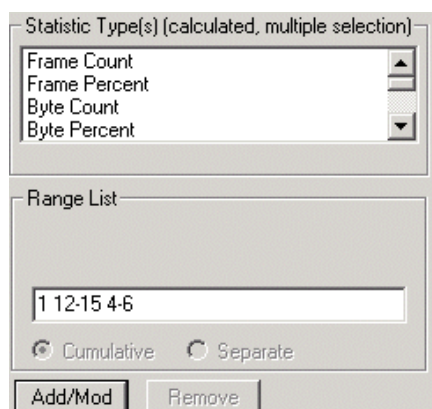 Statistic Type(s) (calculated, multiple selection)
Frame Count
Frame Percent
Byte Count
Byte Percent
Range List
1 12-15 4-6
Cumulative Separate
Add/Mod Remove